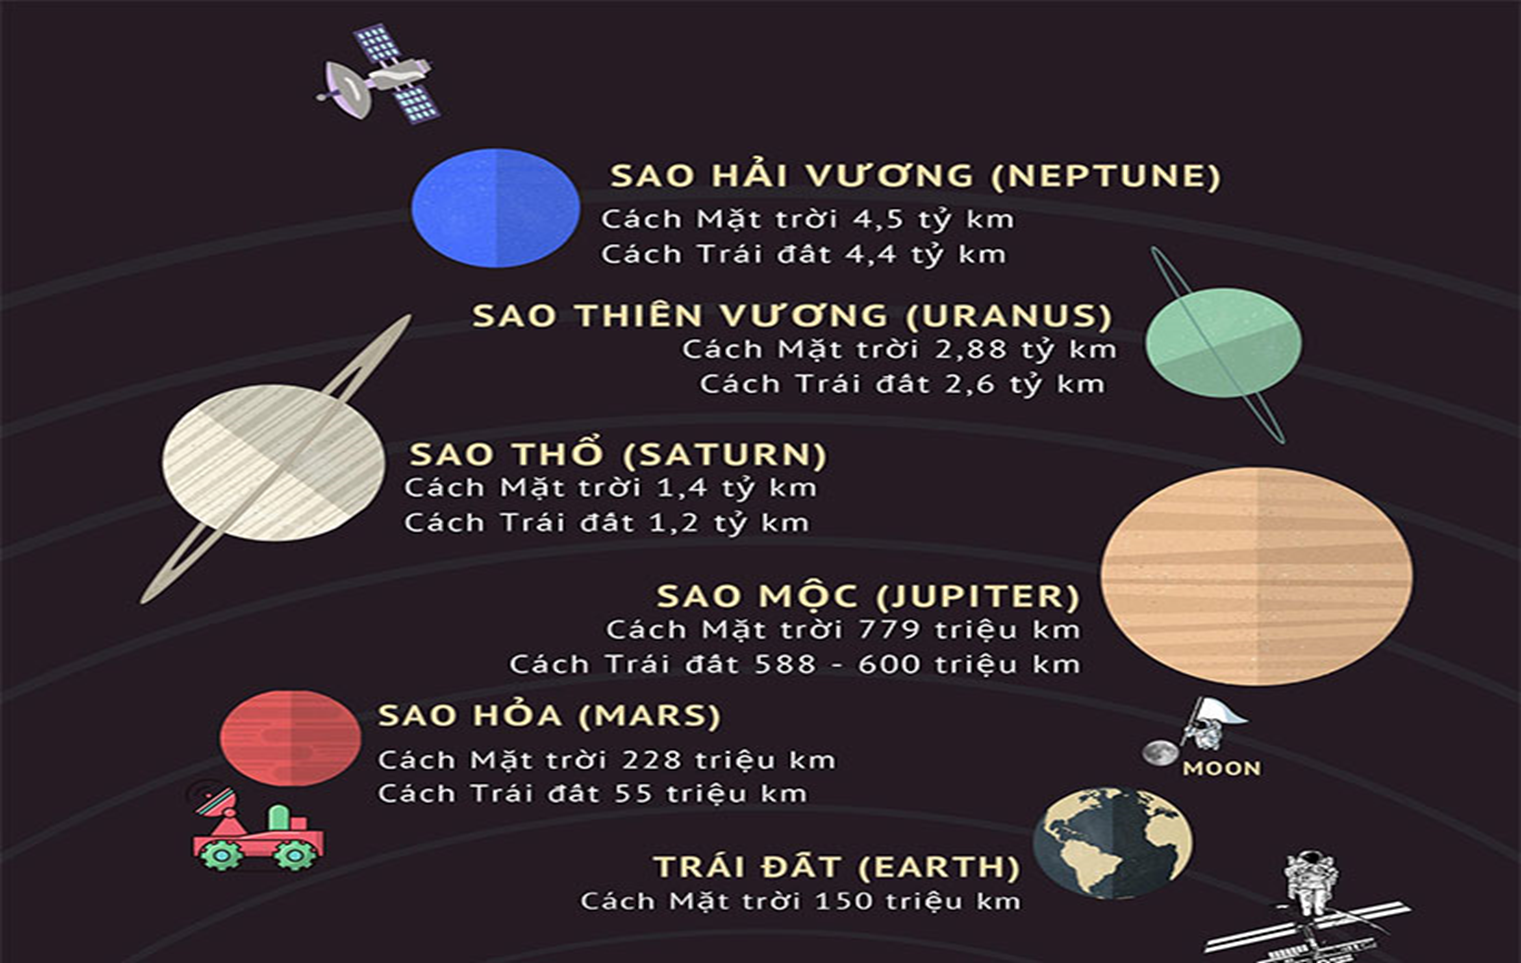 SAO HẢI VƯƠNG (NEPTUNE)
Cách Mặt trời 4,5 tỷ km
Cách Trái đất 4,4 tỷ km
SAO THIÊN VƯƠNG (URANUS)
Cách Mặt trời 2,88 tỷ km
Cách Trái đất 2,6 tỷ km
SAO THỔ (SATURN)
Cách Mặt trời 1,4 tỷ km
Cách Trái đất 1,2 tỷ km
SAO MỘC (JUPITER)
Cách Mặt trời 779 triệu km
Cách Trái đất 588 - 600 triệu km
SAO HỎA (MARS)
Cách Mặt trời 228 triệu km
Cách Trái đất 55 triệu km
MOON
TRÁI ĐẤT (EARTH)
Cách Mặt trời 150 triệu km